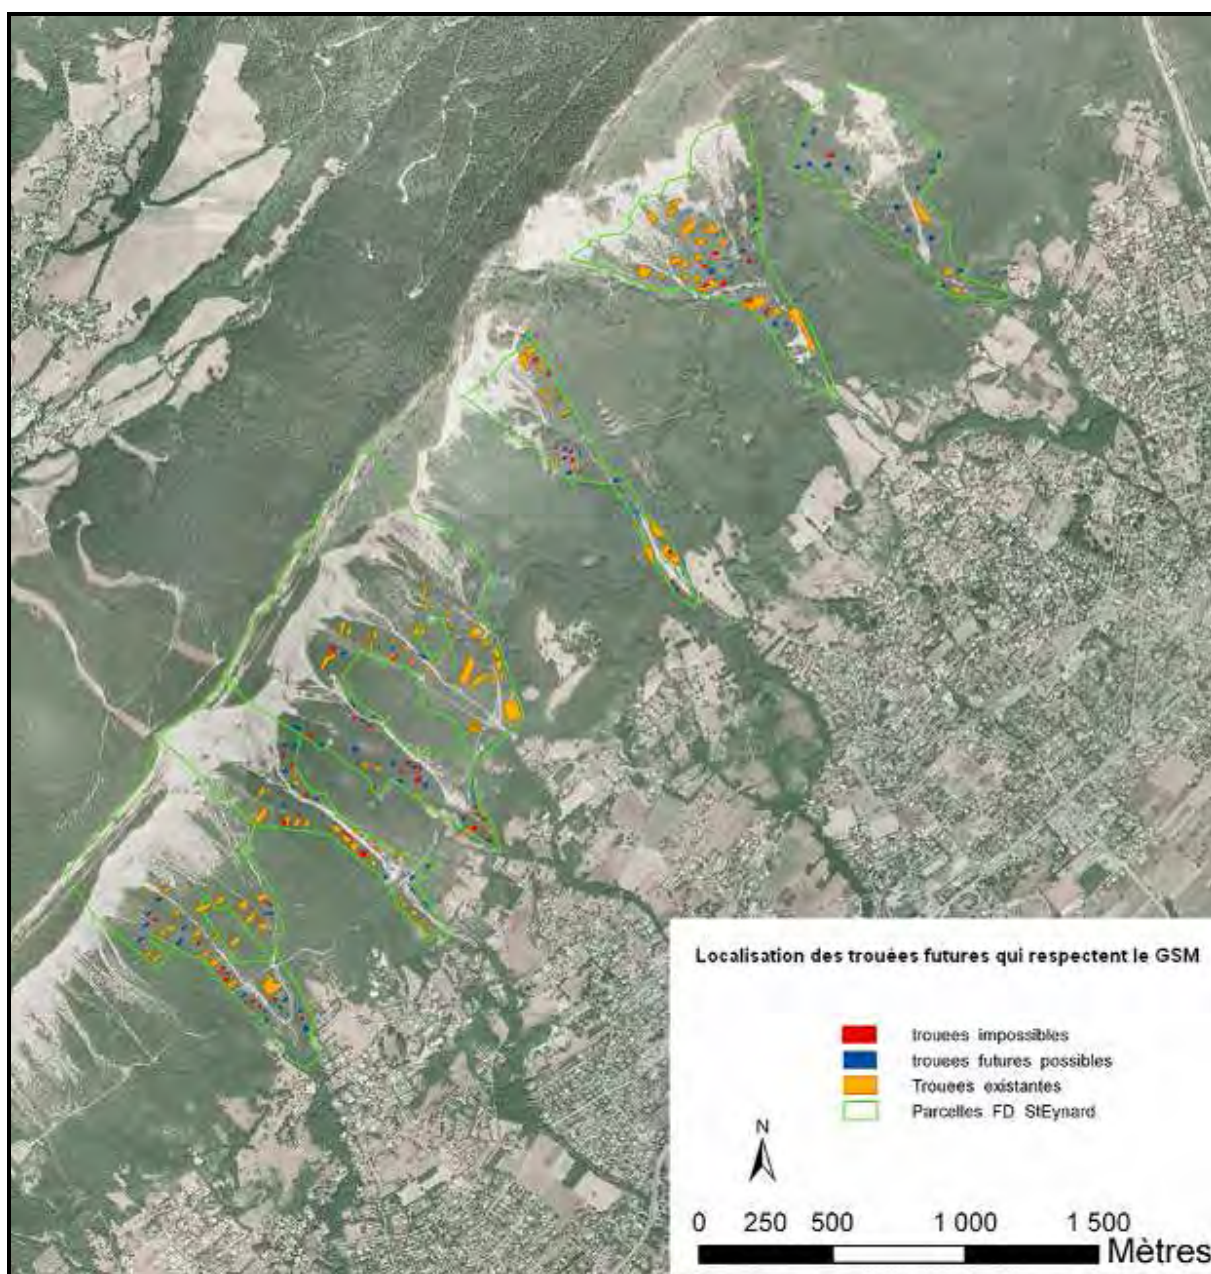 Localisation des trouées futures qui respectent le GSM
trouees impossibles
trouees futures possibles
Trouees existantes
Parcelles FD StEynard
N
0 250 500 1 000 1 500
Mètres